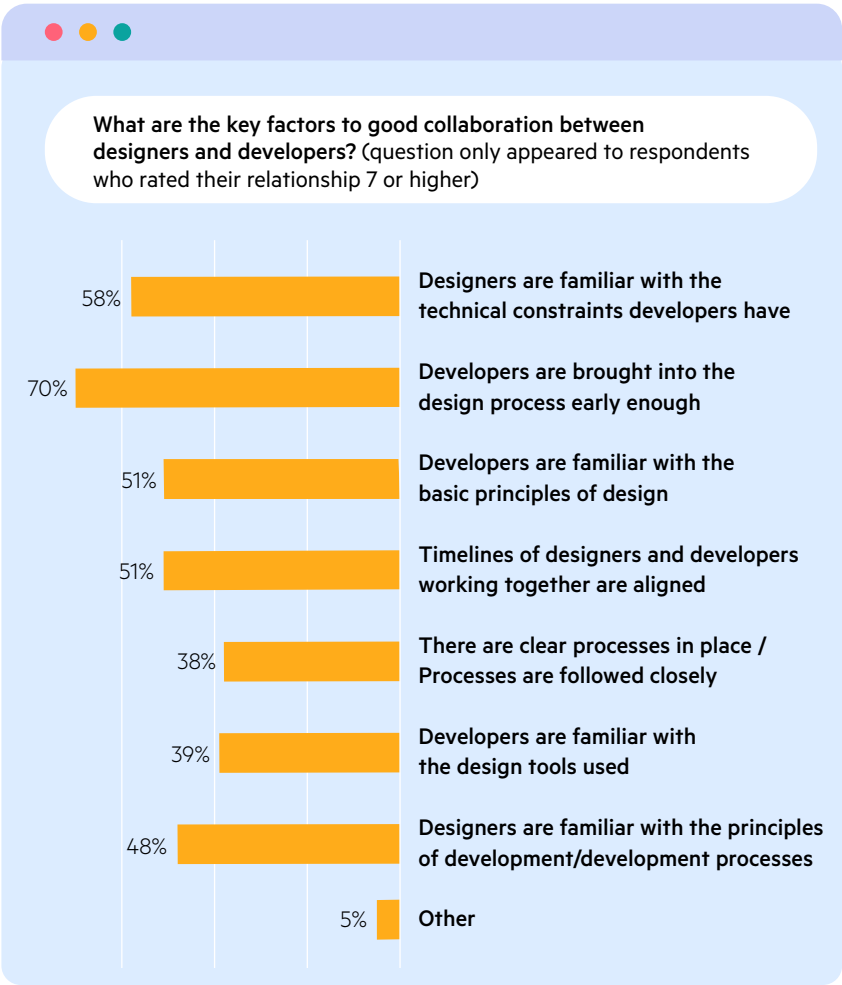 What are the key factors to good collaboration between
designers and developers? (question only appeared to respondents
who rated their relationship 7 or higher)
58%
Designers are familiar with the
technical constraints developers have
70%
Developers are brought into the
design process early enough
51%
Developers are familiar with the
basic principles of design
51%
Timelines of designers and developers
working together are aligned
38%
There are clear processes in place /
Processes are followed closely
39%
Developers are familiar with
the design tools used
48%
Designers are familiar with the principles
of development/development processes
5%
Other